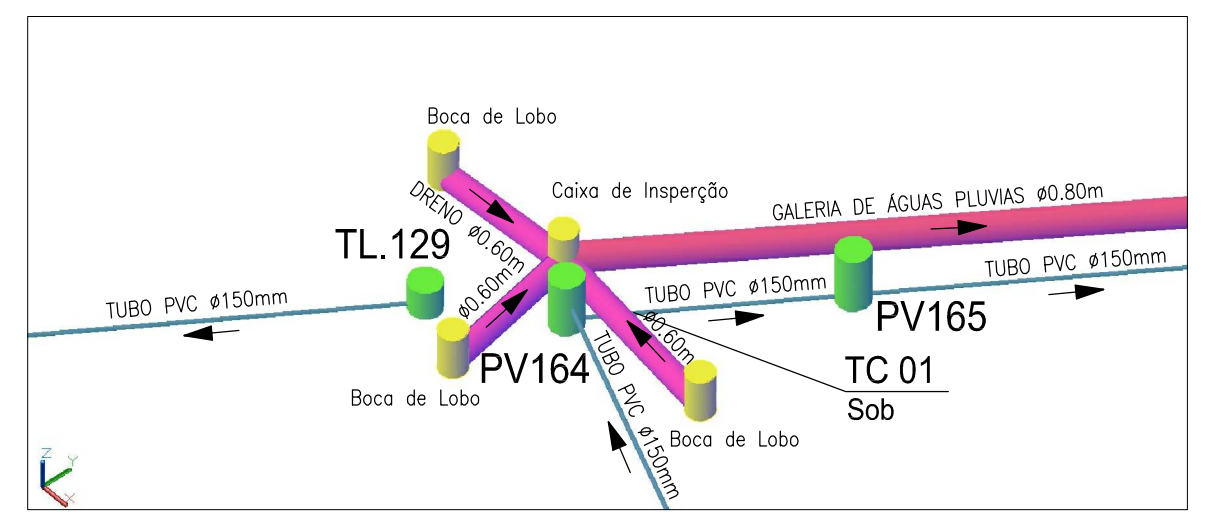 Boca de Lobo
Caixa de Insperção
DRENO ø0.60m
GALERIA DE ÁGUAS PLUVIAS ø0.80m
TL.129
TUBO PVC ø150mm
ø0.60m
TUBO PVC ø150mm
TUBO PVC ø150mm
PV165
ø0.60m
PV164
TUBO PVC ø150mm
TC 01
Sob
Boca de Lobo
Boca de Lobo
Z
Y
X